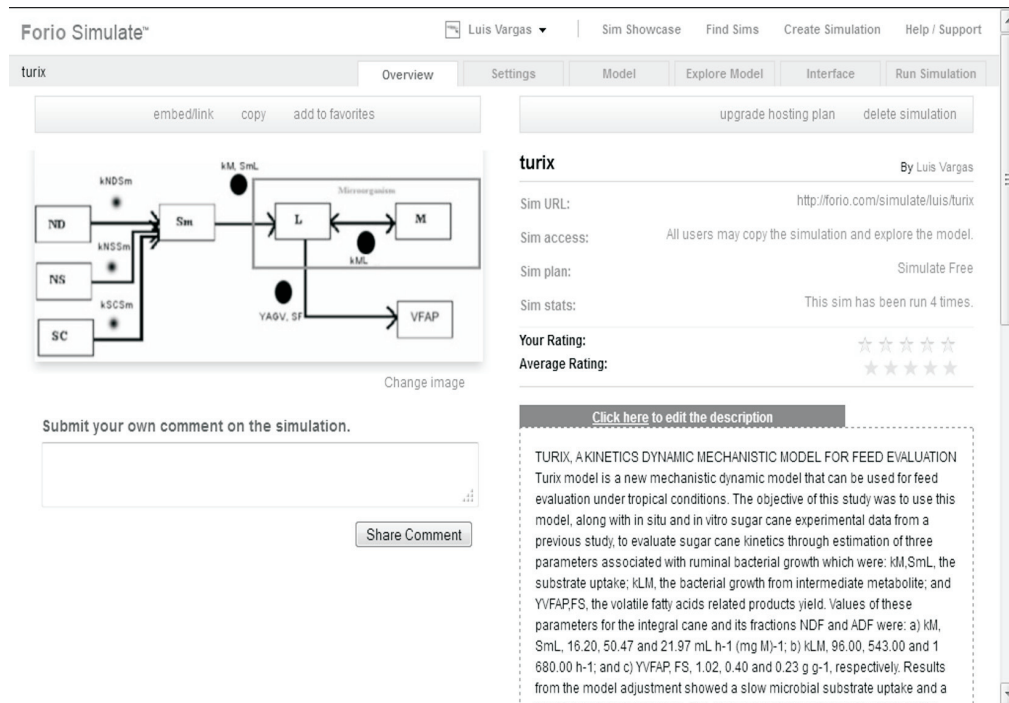 Forio Simulate™
Luis Vargas ▼ Sim Showcase Find Sims Create Simulation Help / Support
turix
Overview Settings Model Explore Model Interface Run Simulation
embed/link copy add to favorites
kM, SmL
kNDSm
Microorganism
ND
Sm
L
M
kNSSm
kML
NS
kSCSm
YAGV, SF
VFAP
SC
Change image
Submit your own comment on the simulation.
Share Comment
upgrade hosting plan delete simulation
turix By Luis Vargas
Sim URL: http://forio.com/simulate/luis/turix
Sim access: All users may copy the simulation and explore the model.
Sim plan: Simulate Free
Sim stats: This sim has been run 4 times.
Your Rating:
Average Rating:
Click here to edit the description
TURIX, A KINETICS DYNAMIC MECHANISTIC MODEL FOR FEED EVALUATION
Turix model is a new mechanistic dynamic model that can be used for feed
evaluation under tropical conditions. The objective of this study was to use this
model, along with in situ and in vitro sugar cane experimental data from a
previous study, to evaluate sugar cane kinetics through estimation of three
parameters associated with ruminal bacterial growth which were: kM,SmL, the
substrate uptake; kLM, the bacterial growth from intermediate metabolite; and
YVFAP,FS, the volatile fatty acids related products yield. Values of these
parameters for the integral cane and its fractions NDF and ADF were: a) kM,
SmL, 16.20, 50.47 and 21.97 mL h-1 (mg M)-1; b) kLM, 96.00, 543.00 and 1
680.00 h-1; and c) YVFAP, FS, 1.02, 0.40 and 0.23 g g-1, respectively. Results
from the model adjustment showed a slow microbial substrate uptake and a